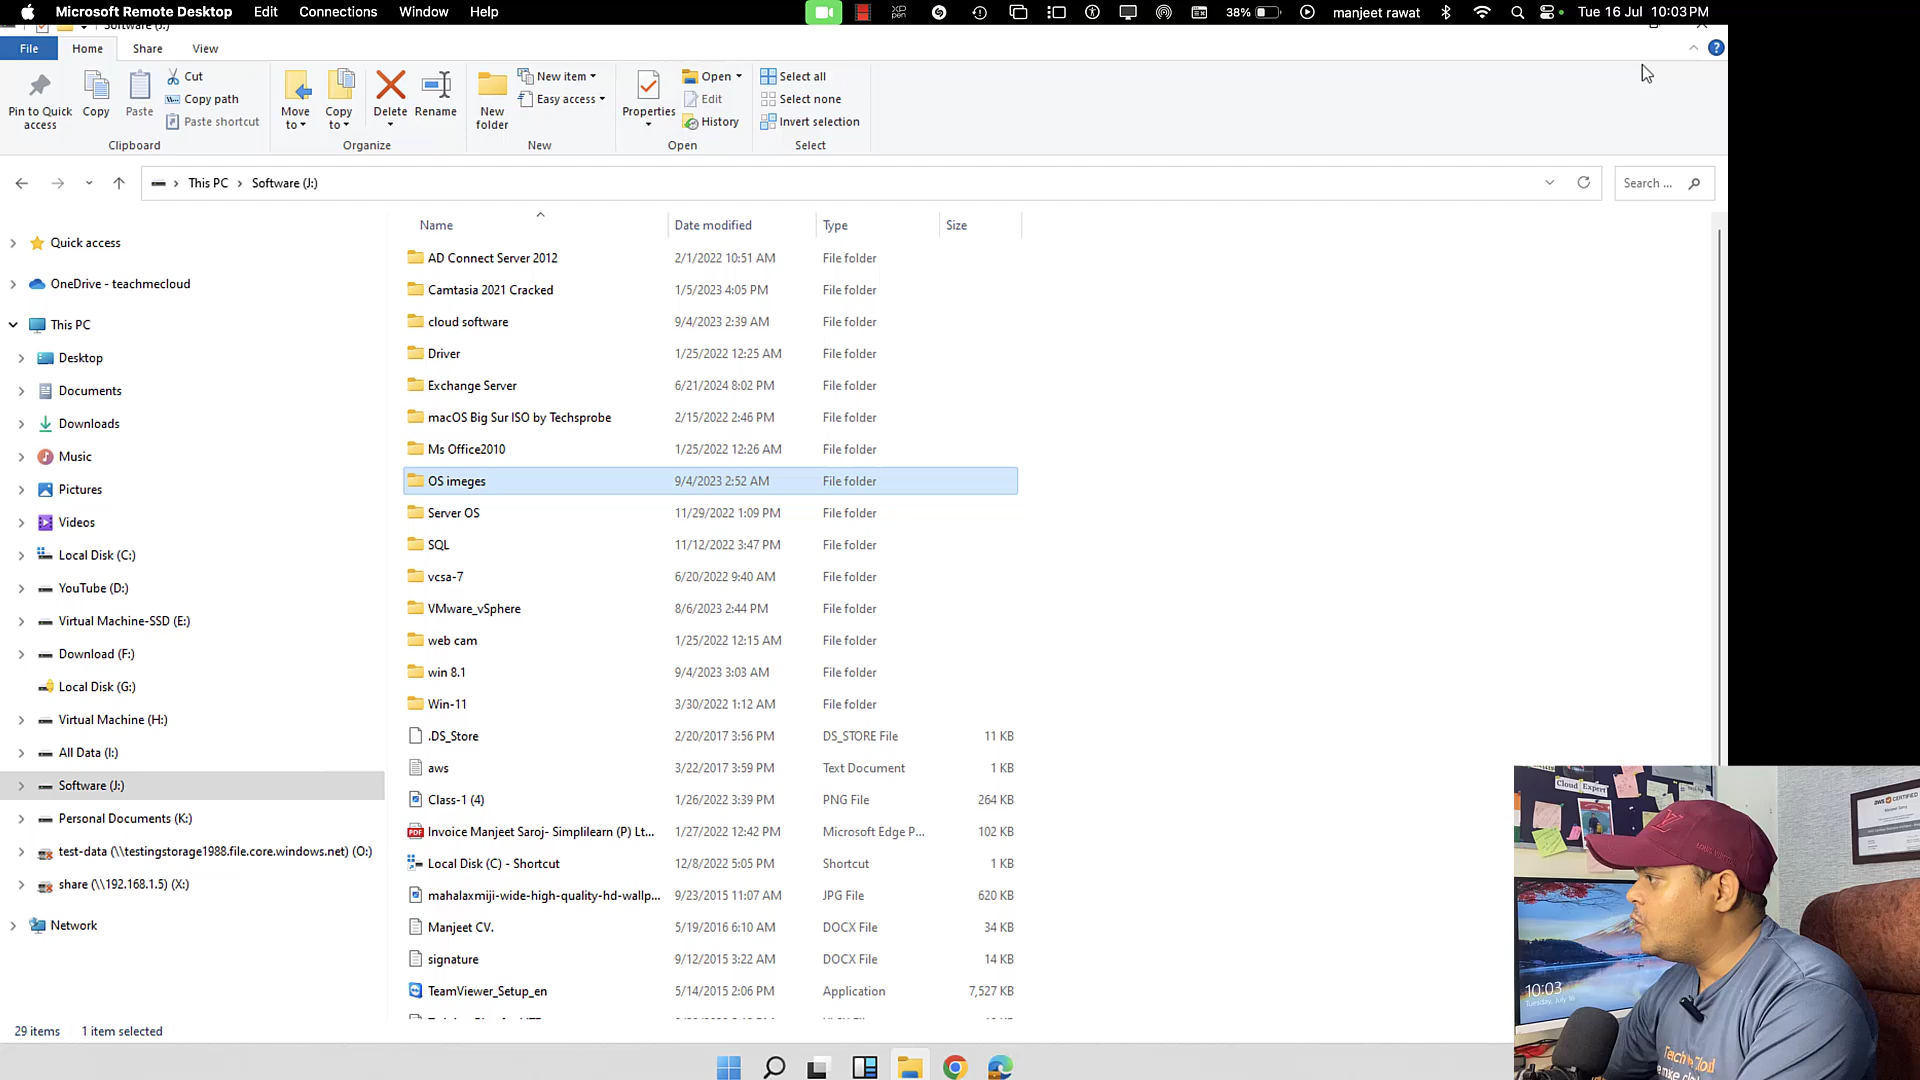 Microsoft Remote Desktop Edit Connections Window Help 38% manjeet rawat Tue 16 Jul 10:03 PM
Software (J:)
File Home Share View
Pin to Quick access
Copy
Paste
Cut
Copy path
Paste shortcut
Move to
Copy to
Delete
Rename
New folder
New item
Easy access
Properties
Open
Edit
History
Select all
Select none
Invert selection
Clipboard Organize New Open Select
This PC Software (J:) Search ...
Name Date modified Type Size
Quick access
OneDrive - teachmecloud
This PC
Desktop
Documents
Downloads
Music
Pictures
Videos
Local Disk (C:)
YouTube (D:)
Virtual Machine-SSD (E:)
Download (F:)
Local Disk (G:)
Virtual Machine (H:)
All Data (I:)
Software (J:)
Personal Documents (K:)
test-data (\\testingstorage1988.file.core.windows.net) (O:)
share (\\192.168.1.5) (X:)
Network
AD Connect Server 2012 2/1/2022 10:51 AM File folder
Camtasia 2021 Cracked 1/5/2023 4:05 PM File folder
cloud software 9/4/2023 2:39 AM File folder
Driver 1/25/2022 12:25 AM File folder
Exchange Server 6/21/2024 8:02 PM File folder
macOS Big Sur ISO by Techsprobe 2/15/2022 2:46 PM File folder
Ms Office2010 1/25/2022 12:26 AM File folder
OS imeges 9/4/2023 2:52 AM File folder
Server OS 11/29/2022 1:09 PM File folder
SQL 11/12/2022 3:47 PM File folder
vcsa-7 6/20/2022 9:40 AM File folder
VMware_vSphere 8/6/2023 2:44 PM File folder
web cam 1/25/2022 12:15 AM File folder
win 8.1 9/4/2023 3:03 AM File folder
Win-11 3/30/2022 1:12 AM File folder
.DS_Store 2/20/2017 3:56 PM DS_STORE File 11 KB
aws 3/22/2017 3:59 PM Text Document 1 KB
Class-1 (4) 1/26/2022 3:39 PM PNG File 264 KB
Invoice Manjeet Saroj- Simplilearn (P) Lt... 1/27/2022 12:42 PM Microsoft Edge P... 102 KB
Local Disk (C) - Shortcut 12/8/2022 5:05 PM Shortcut 1 KB
mahalaxmiji-wide-high-quality-hd-wallp... 9/23/2015 11:07 AM JPG File 620 KB
Manjeet CV. 5/19/2016 6:10 AM DOCX File 34 KB
signature 9/12/2015 3:22 AM DOCX File 14 KB
TeamViewer_Setup_en 5/14/2015 2:06 PM Application 7,527 KB
29 items 1 item selected
Cloud Expert
aws CERTIFIED
10:03
Tuesday, July 16